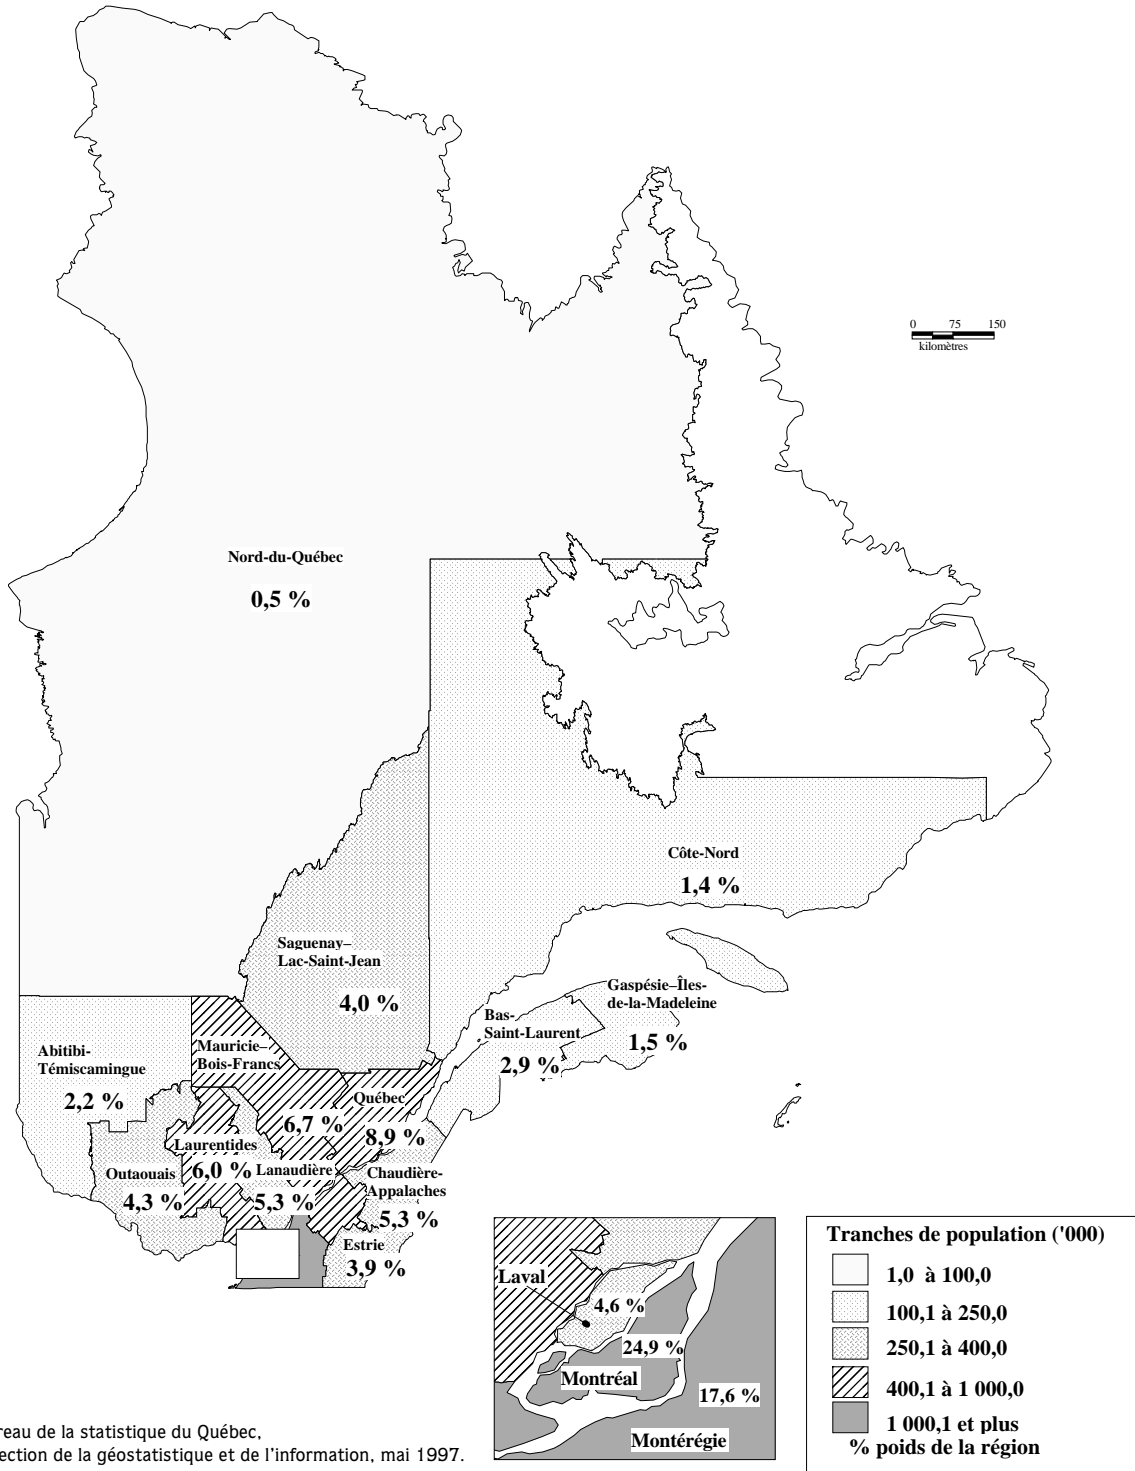 0 75 150
kilomètres
Nord-du-Québec
0,5 %
Côte-Nord
1,4 %
Saguenay–
Lac-Saint-Jean
4,0 %
Gaspésie–Îles-
de-la-Madeleine
1,5 %
Bas-
Saint-Laurent
2,9 %
Abitibi-
Témiscamingue
2,2 %
Mauricie–
Bois-Francs
6,7 %
Québec
8,9 %
Laurentides
6,0 %
Lanaudière
5,3 %
Outaouais
4,3 %
Chaudière-
Appalaches
5,3 %
Estrie
3,9 %
Laval
4,6 %
24,9 %
Montréal
17,6 %
Montérégie
Tranches de population ('000)
1,0 à 100,0
100,1 à 250,0
250,1 à 400,0
400,1 à 1 000,0
1 000,1 et plus
% poids de la région
reau de la statistique du Québec,
ection de la géostatistique et de l'information, mai 1997.